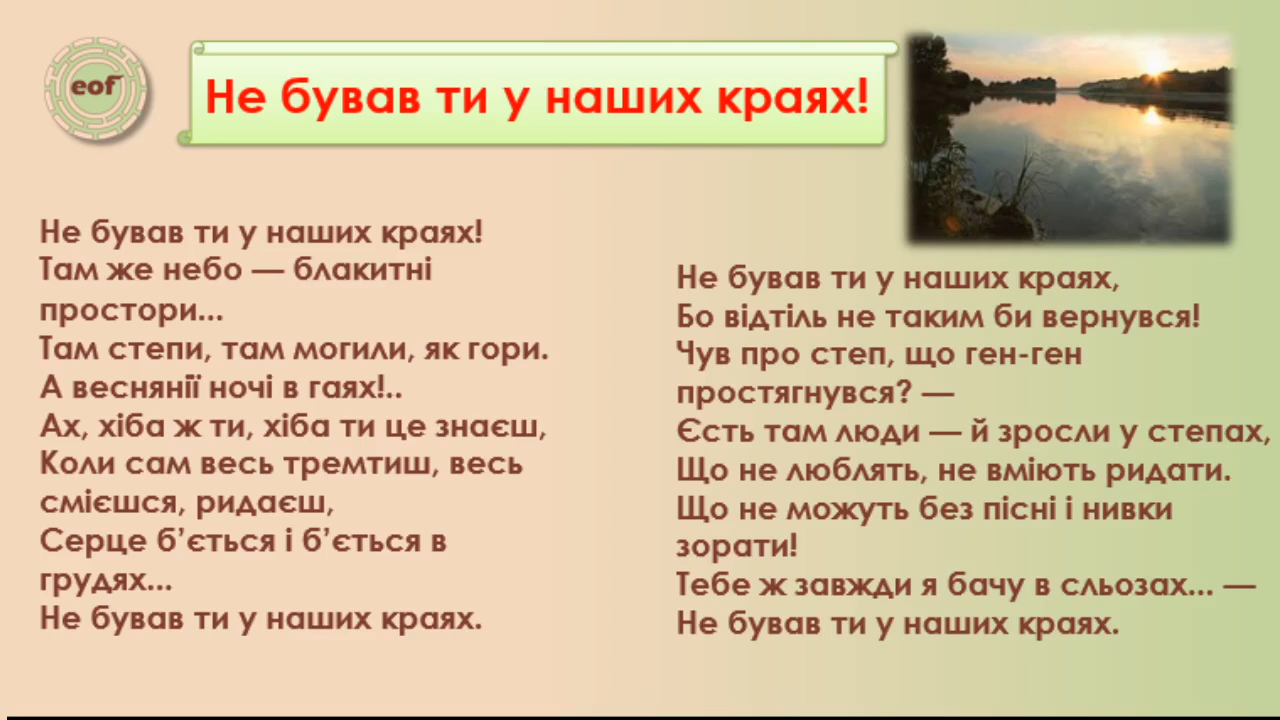 eof
Не бував ти у наших краях!
Не бував ти у наших краях!
Там же небо — блакитні
простори...
Там степи, там могили, як гори.
А веснянії ночі в гаях!..
Ах, хіба ж ти, хіба ти це знаєш,
Коли сам весь тремтиш, весь
смієшся, ридаєш,
Серце б’ється і б’ється в
грудях...
Не бував ти у наших краях.
Не бував ти у наших краях,
Бо відтіль не таким би вернувся!
Чув про степ, що ген-ген
простягнувся? —
Єсть там люди — й зросли у степах,
Що не люблять, не вміють ридати.
Що не можуть без пісні і нивки
зорати!
Тебе ж завжди я бачу в сльозах... —
Не бував ти у наших краях.